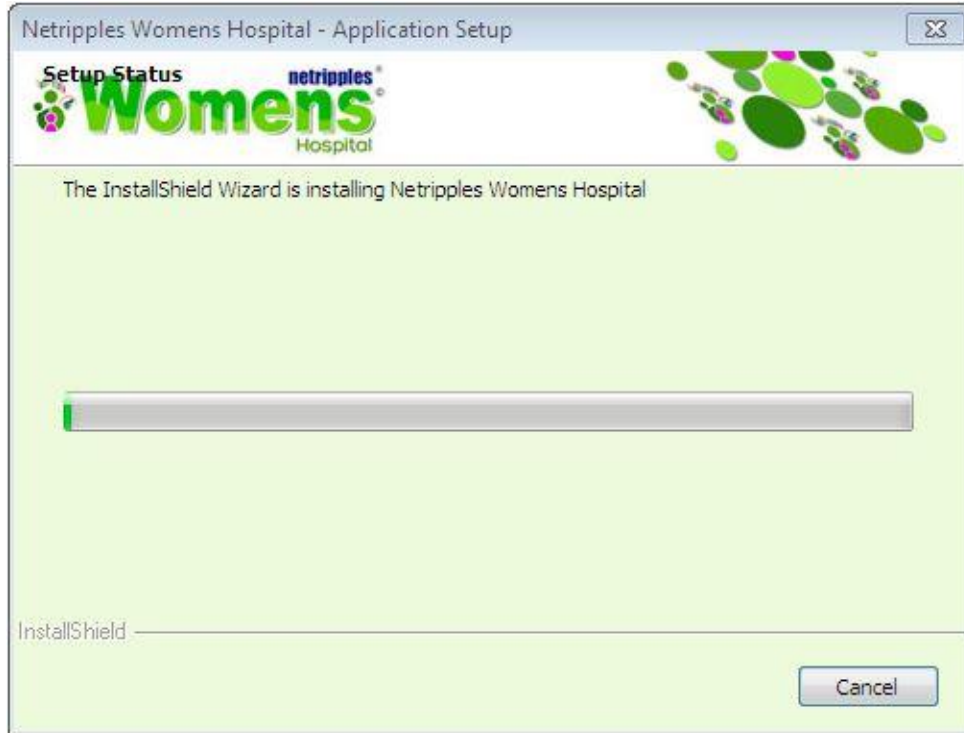 Netripples Womens Hospital - Application Setup
Setup Status
netripples
Womens ©
Hospital
The InstallShield Wizard is installing Netripples Womens Hospital
InstallShield
Cancel